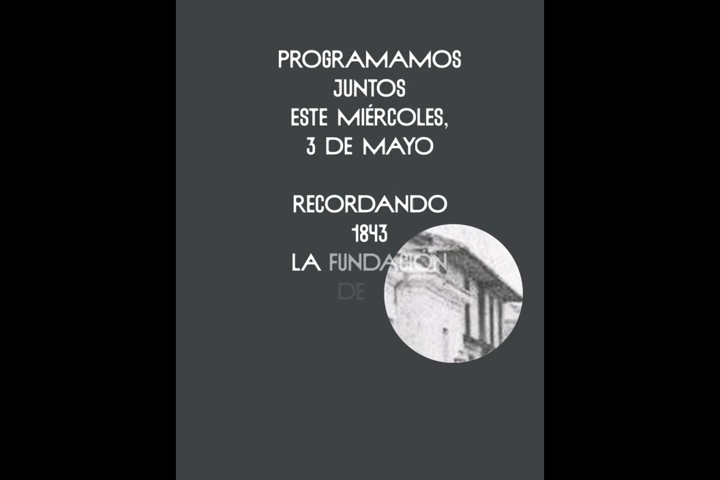 PROGRAMAMOS
JUNTOS
ESTE MIÉRCOLES,
3 DE MAYO
RECORDANDO
1843
LA FUNDACIÓN
DE